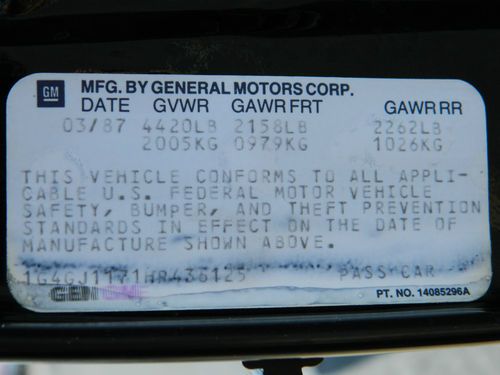 GM MFG. BY GENERAL MOTORS CORP.
DATE GVWR GAWR FRT GAWR RR
03/87 4420LB 2158LB 2262LB
2005KG 0979KG 1026KG
THIS VEHICLE CONFORMS TO ALL APPLI-
CABLE U.S. FEDERAL MOTOR VEHICLE
SAFETY, BUMPER, AND THEFT PREVENTION
STANDARDS IN EFFECT ON THE DATE OF
MANUFACTURE SHOWN ABOVE.
1G4GJ1171HR436125 PASS CAR
PT. NO. 14085296A